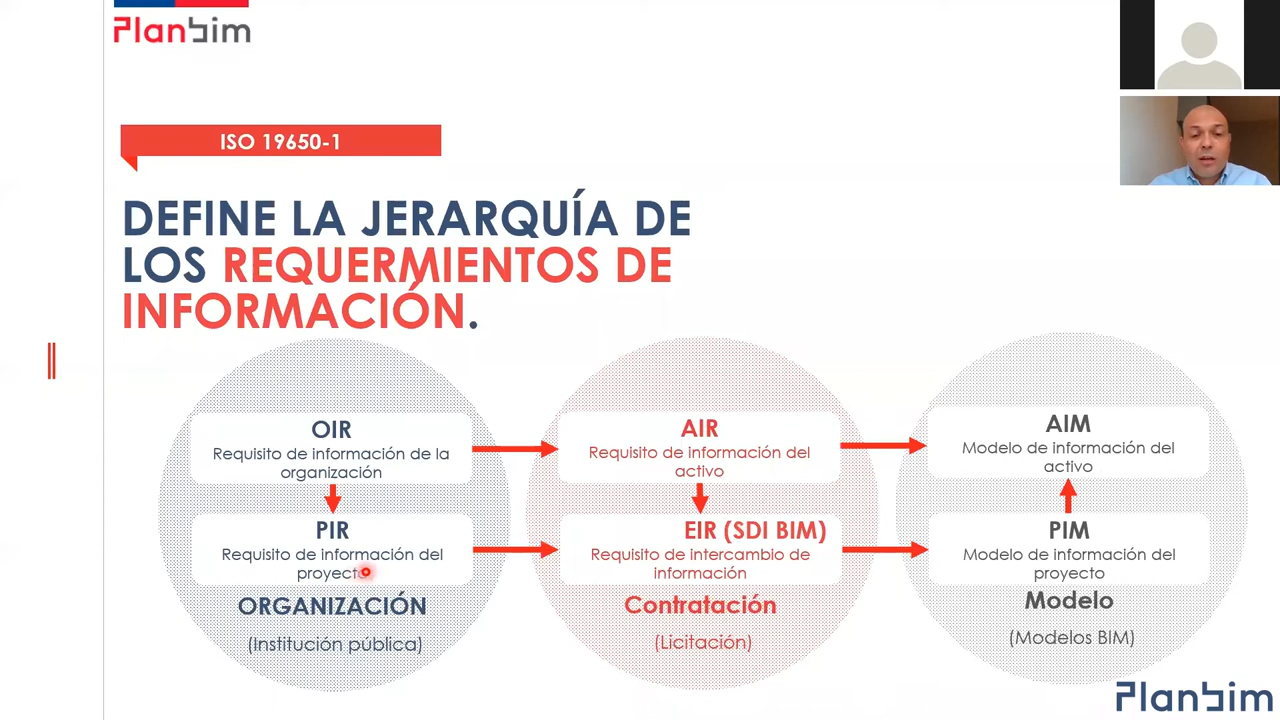 PlanBim
ISO 19650-1
DEFINE LA JERARQUÍA DE
LOS REQUERMIENTOS DE
INFORMACIÓN.
OIR
Requisito de información de la
organización
PIR
Requisito de información del
proyecto
ORGANIZACIÓN
(Institución pública)
AIR
Requisito de información del
activo
EIR (SDI BIM)
Requisito de intercambio de
información
Contratación
(Licitación)
AIM
Modelo de información del
activo
PIM
Modelo de información del
proyecto
Modelo
(Modelos BIM)
PlanBim